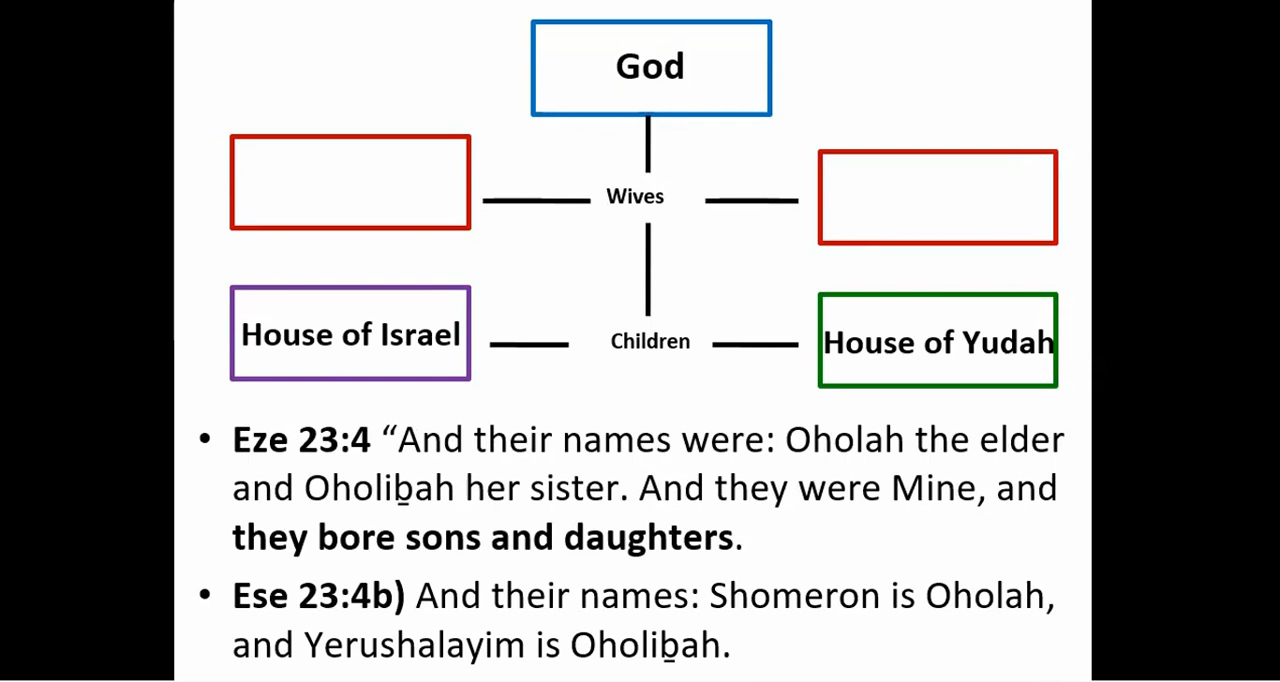 God
Wives
House of Israel
Children
House of Yudah
• Eze 23:4 “And their names were: Oholah the elder
and Oholiḇah her sister. And they were Mine, and
they bore sons and daughters.
• Ese 23:4b) And their names: Shomeron is Oholah,
and Yerushalayim is Oholiḇah.